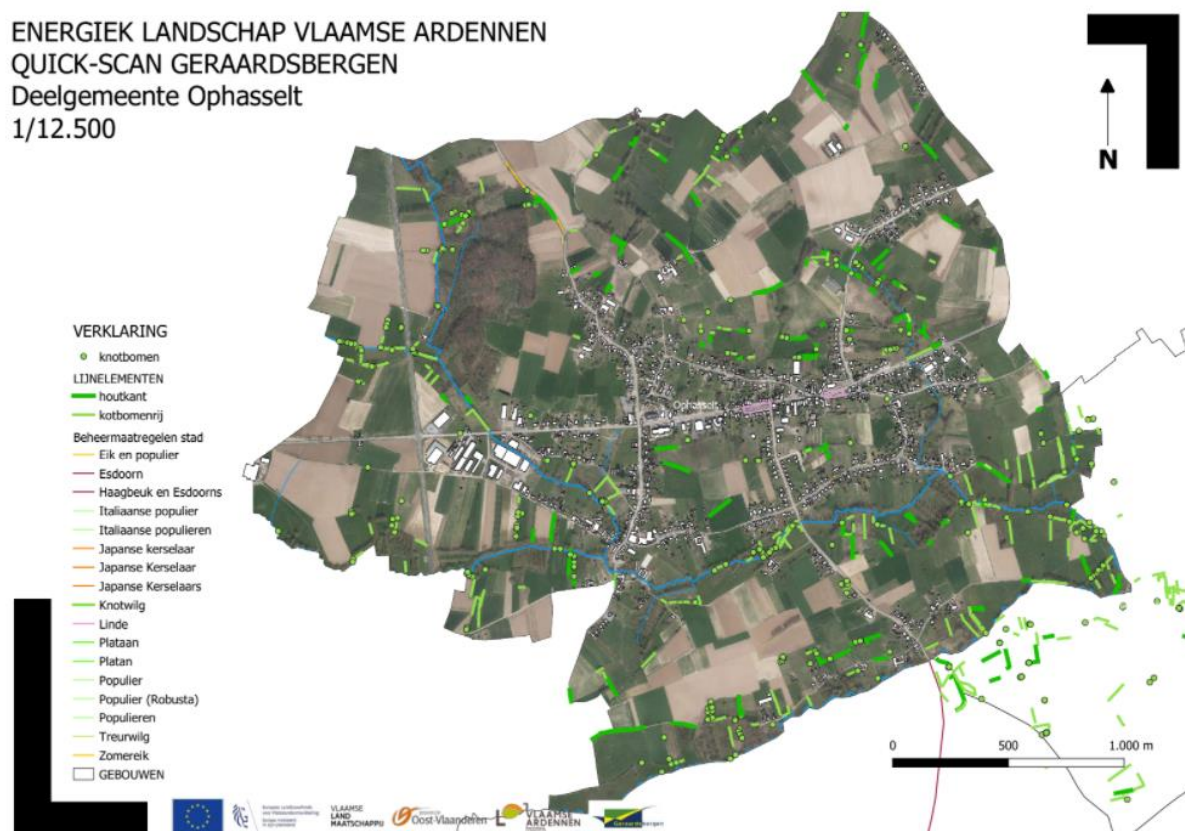 ENERGIEK LANDSCHAP VLAAMSE ARDENNEN
QUICK-SCAN GERAARDSBERGEN
Deelgemeente Ophasselt
1/12.500
N
VERKLARING
knotbomen
LIJNELEMENTEN
houtkant
kotbomenrij
Beheermaatregelen stad
Eik en populier
Esdoorn
Haagbeuk en Esdoorns
Italiaanse populier
Italiaanse populieren
Japanse kerselaar
Japanse Kerselaar
Japanse Kerselaars
Knotwilg
Linde
Plataan
Platan
Populier
Populier (Robusta)
Populieren
Treurwilg
Zomereik
GEBOUWEN
Ophasselt
0 500 1.000 m
VLAAMSE
LAND
MAATSCHAPPIJ
Oost-Vlaanderen
VLAAMSE
ARDENNEN
Geraardsbergen